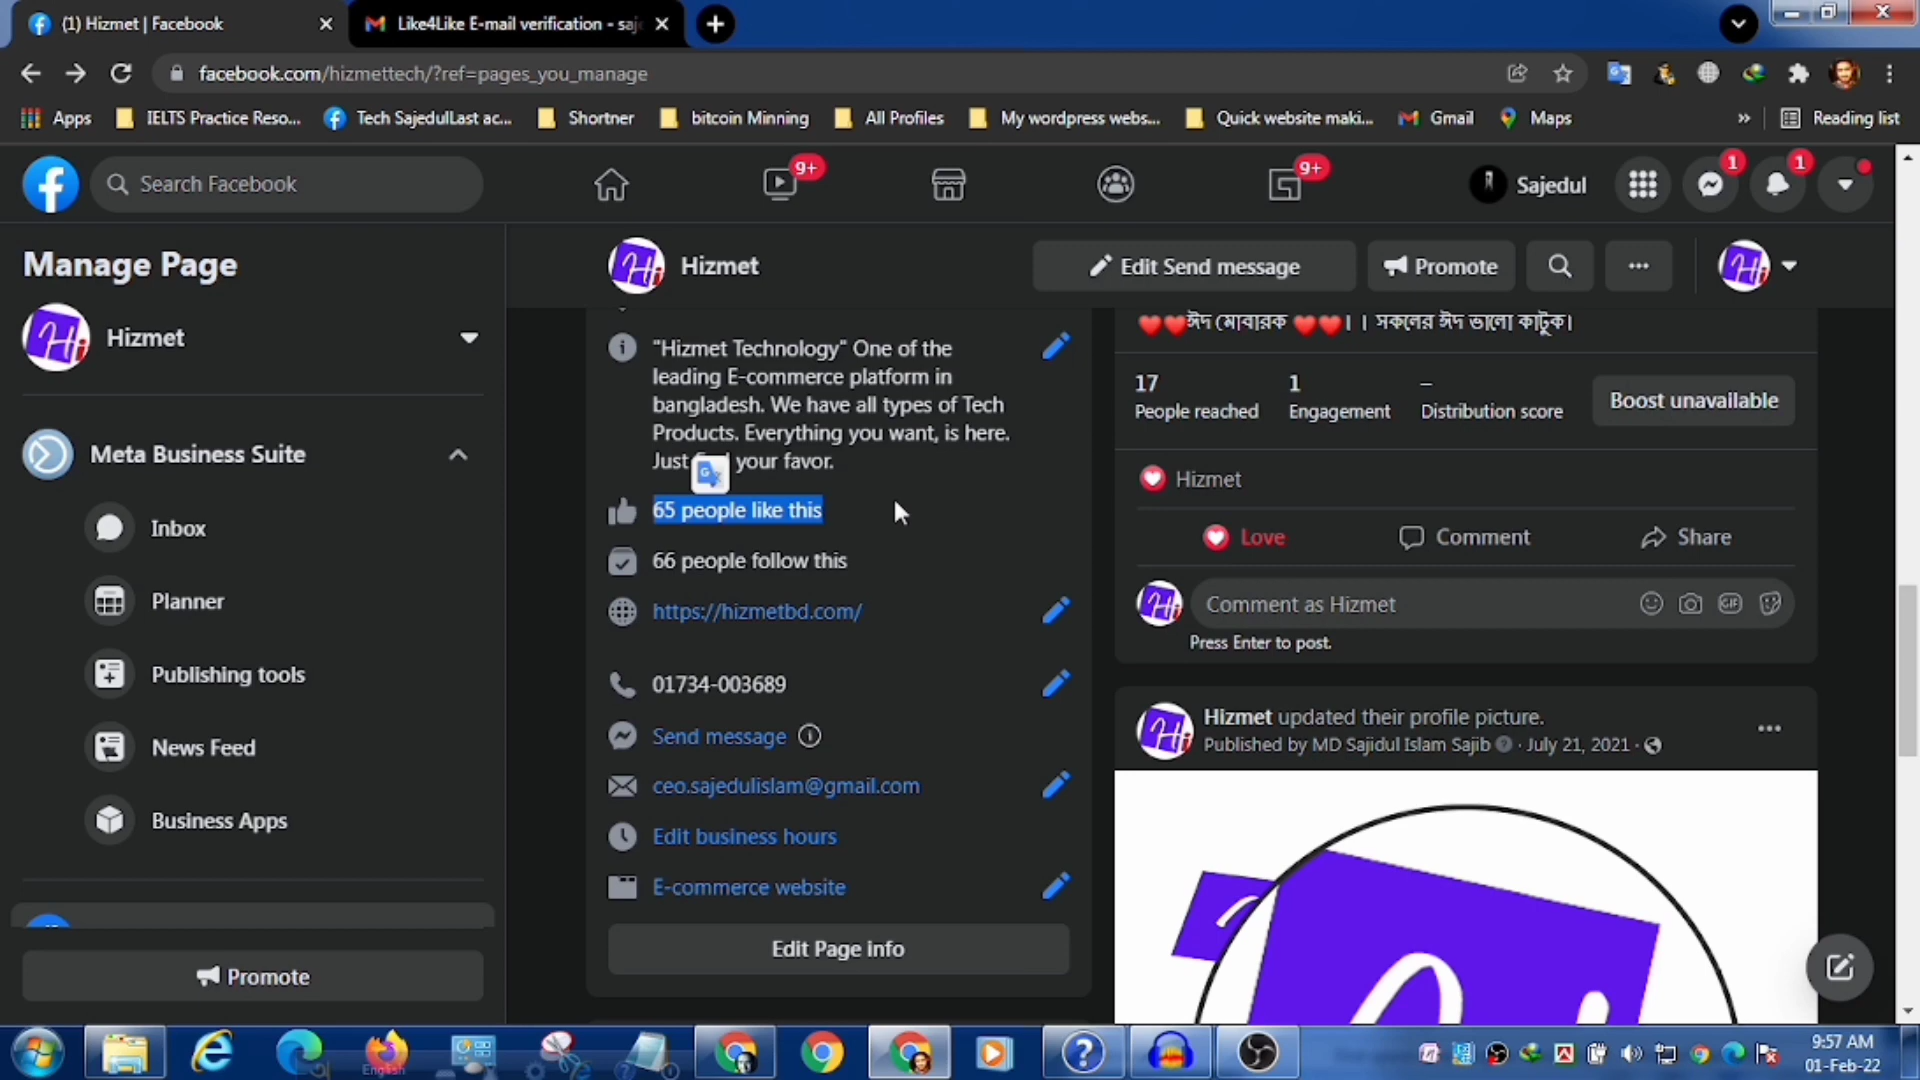 (1) Hizmet | Facebook
Like4Like E-mail verification - saj
facebook.com/hizmettech/?ref=pages_you_manage
Apps
IELTS Practice Reso...
Tech SajedulLast ac...
Shortner
bitcoin Minning
All Profiles
My wordpress webs...
Quick website maki...
Gmail
Maps
»
Reading list
Search Facebook
9+
9+
Sajedul
1
1
Manage Page
Hizmet
Meta Business Suite
Inbox
Planner
Publishing tools
News Feed
Business Apps
Promote
Hizmet
Edit Send message
Promote
"Hizmet Technology" One of the
leading E-commerce platform in
bangladesh. We have all types of Tech
Products. Everything you want, is here.
Just your favor.
65 people like this
66 people follow this
https://hizmetbd.com/
01734-003689
Send message
ceo.sajedulislam@gmail.com
Edit business hours
E-commerce website
Edit Page info
❤️❤️ঈদ মোবারক ❤️❤️। । সকলের ঈদ ভালো কাটুক।
17
People reached
1
Engagement
–
Distribution score
Boost unavailable
Hizmet
Love
Comment
Share
Comment as Hizmet
GIF
Press Enter to post.
Hizmet updated their profile picture.
Published by MD Sajidul Islam Sajib · July 21, 2021 ·
English
9:57 AM
01-Feb-22